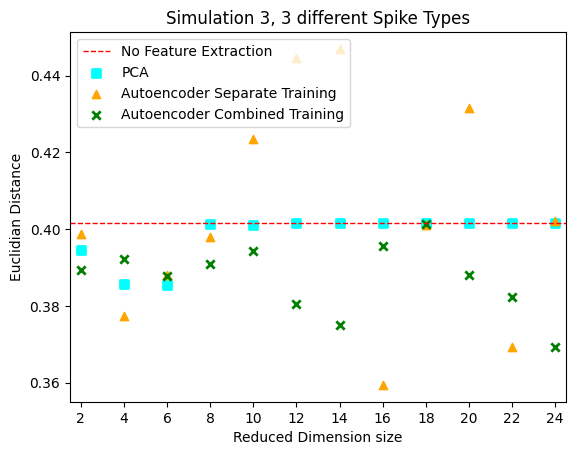 Simulation 3, 3 different Spike Types
No Feature Extraction
PCA
Autoencoder Separate Training
Autoencoder Combined Training
Euclidian Distance
0.44
0.42
0.40
0.38
0.36
2 4 6 8 10 12 14 16 18 20 22 24
Reduced Dimension size